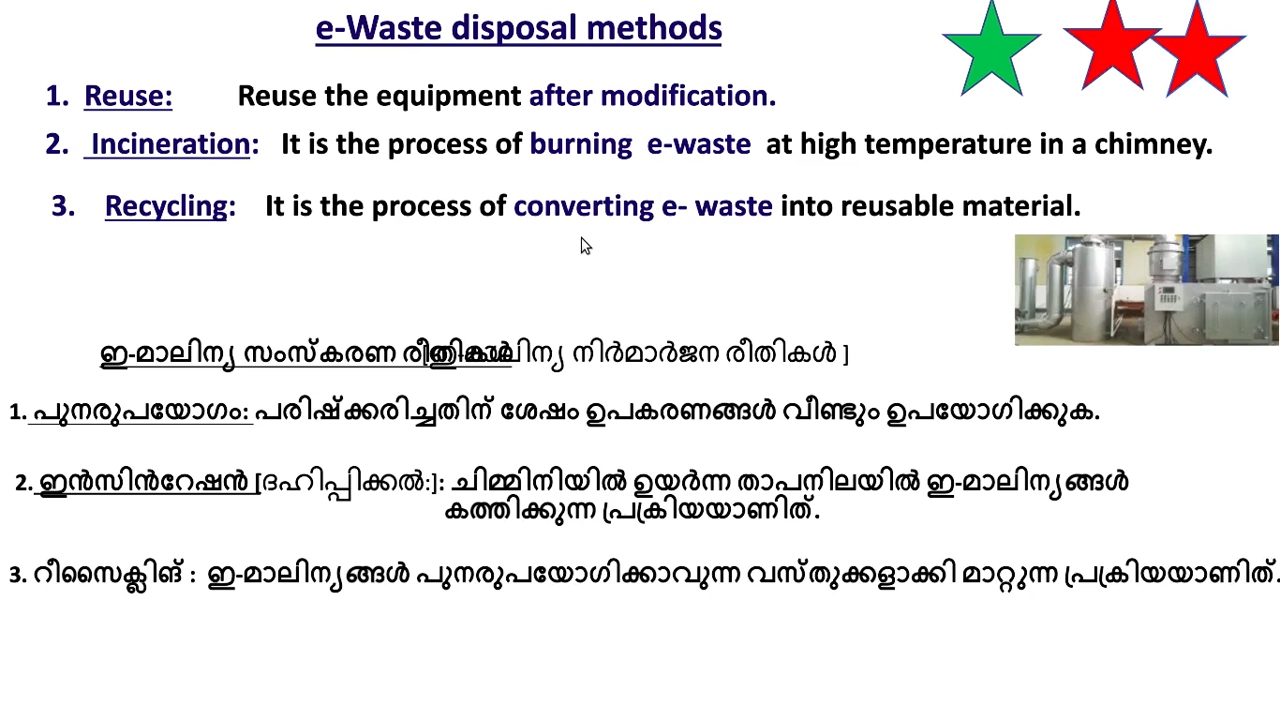 e-Waste disposal methods
1. Reuse: Reuse the equipment after modification.
2. Incineration: It is the process of burning e-waste at high temperature in a chimney.
3. Recycling: It is the process of converting e- waste into reusable material.
ഇ-മാലിന്യ സംസ്കരണ രീതികൾ നിർമാർജന രീതികൾ ]
1. പുനരുപയോഗം: പരിഷ്ക്കരിച്ചതിന് ശേഷം ഉപകരണങ്ങൾ വീണ്ടും ഉപയോഗിക്കുക.
2. ഇൻസിൻറേഷൻ [ദഹിപ്പിക്കൽ:]: ചിമ്മിനിയിൽ ഉയർന്ന താപനിലയിൽ ഇ-മാലിന്യങ്ങൾ
കത്തിക്കുന്ന പ്രക്രിയയാണിത്.
3. റീസൈക്ലിങ് : ഇ-മാലിന്യങ്ങൾ പുനരുപയോഗിക്കാവുന്ന വസ്തുക്കളാക്കി മാറ്റുന്ന പ്രക്രിയയാണിത്.